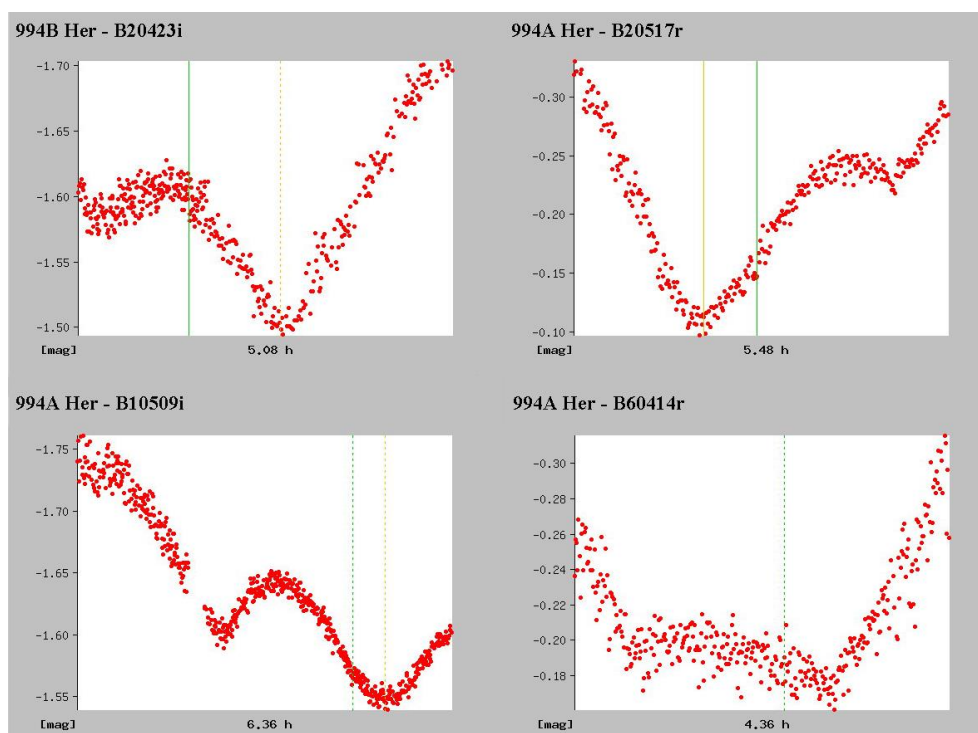 994B Her - B20423i
-1.70
-1.65
-1.60
-1.55
-1.50
[mag]
5.08 h
994A Her - B20517r
-0.30
-0.25
-0.20
-0.15
-0.10
[mag]
5.48 h
994A Her - B10509i
-1.75
-1.70
-1.65
-1.60
-1.55
[mag]
6.36 h
994A Her - B60414r
-0.30
-0.28
-0.26
-0.24
-0.22
-0.20
-0.18
[mag]
4.36 h